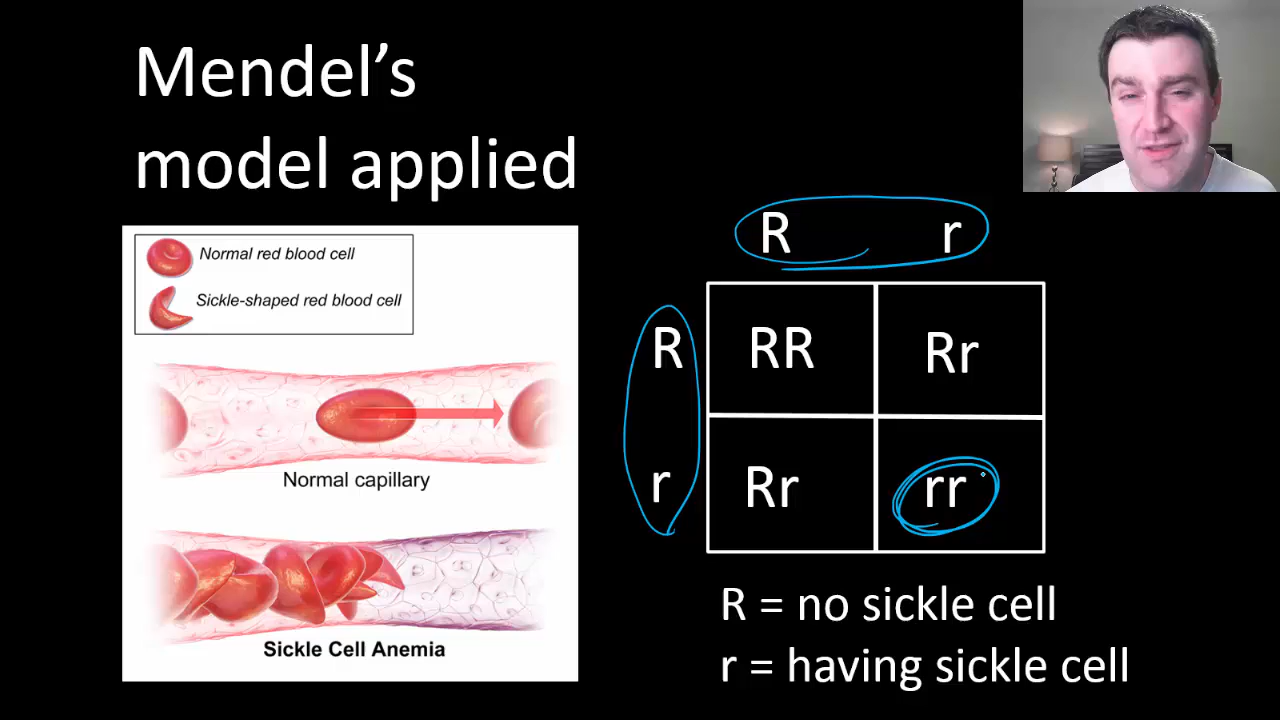 Mendel’s
model applied
Normal red blood cell
Sickle-shaped red blood cell
Normal capillary
Sickle Cell Anemia
R r
R RR Rr
r Rr rr
R = no sickle cell
r = having sickle cell